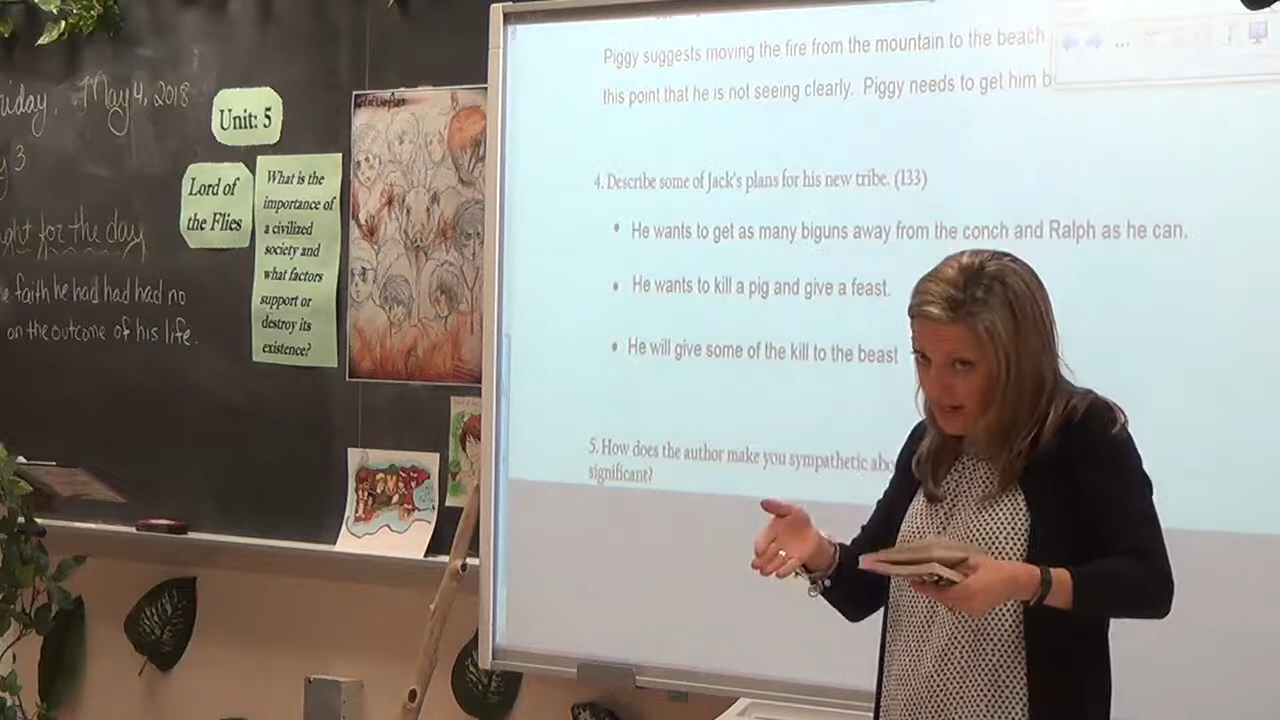 riday, May 4, 2018
y 3
ght for the day
e faith he had had had no
on the outcome of his life.
Unit: 5
Lord of
the Flies
What is the
importance of
a civilized
society and
what factors
support or
destroy its
existence?
Piggy suggests moving the fire from the mountain to the beach
this point that he is not seeing clearly. Piggy needs to get him b
4. Describe some of Jack's plans for his new tribe. (133)
• He wants to get as many biguns away from the conch and Ralph as he can.
• He wants to kill a pig and give a feast.
• He will give some of the kill to the beast
5. How does the author make you sympathetic abo
significant?